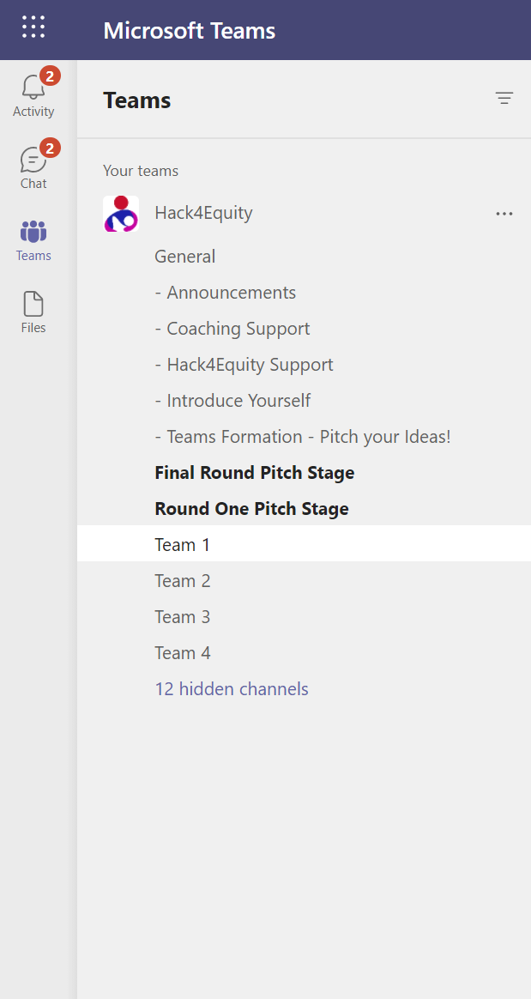 Microsoft Teams
2
Activity
2
Chat
Teams
Files
Teams
Your teams
Hack4Equity
General
- Announcements
- Coaching Support
- Hack4Equity Support
- Introduce Yourself
- Teams Formation - Pitch your Ideas!
Final Round Pitch Stage
Round One Pitch Stage
Team 1
Team 2
Team 3
Team 4
12 hidden channels